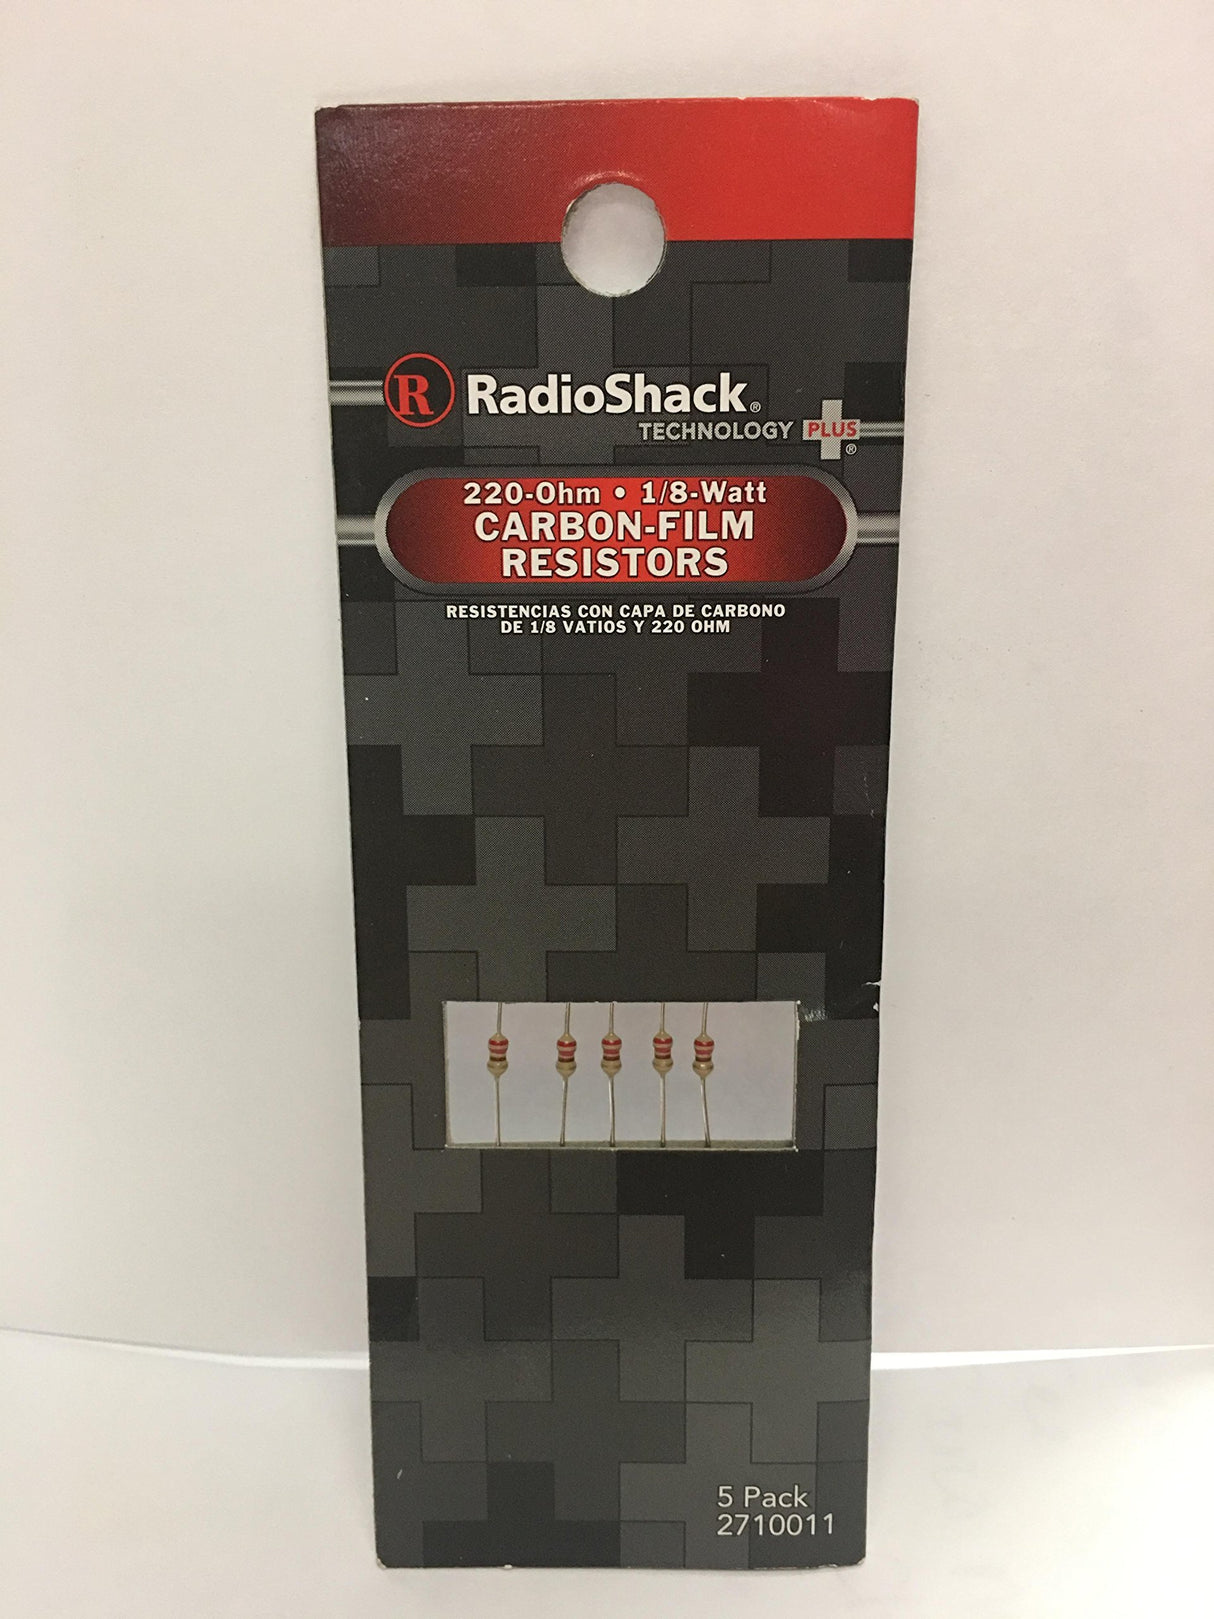 R RadioShack®
TECHNOLOGY PLUS®
220-Ohm • 1/8-Watt
CARBON-FILM
RESISTORS
RESISTENCIAS CON CAPA DE CARBONO
DE 1/8 VATIOS Y 220 OHM
5 Pack
2710011